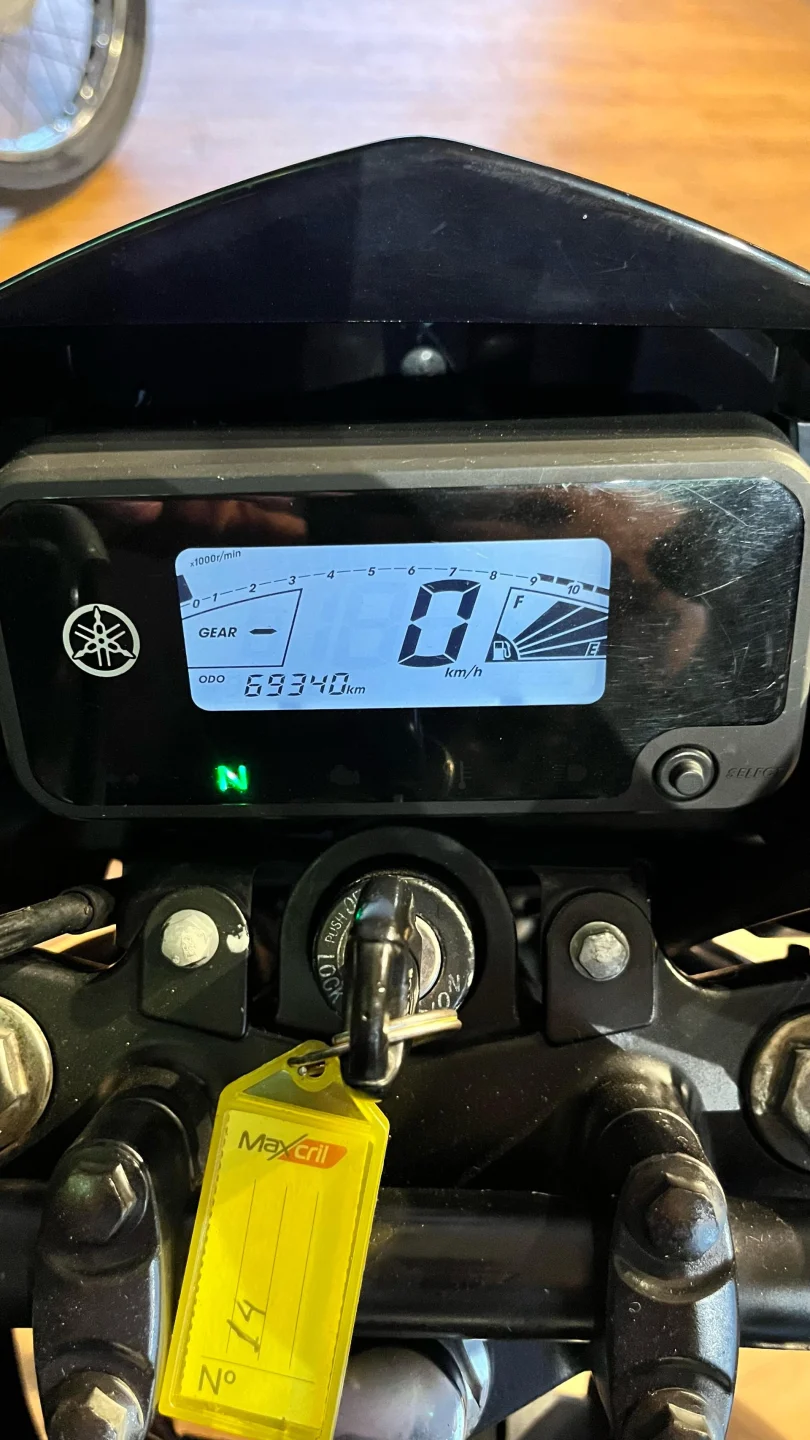 x1000r/min
0 1 2 3 4 5 6 7 8 9 10
GEAR -
F
0
E
km/h
ODO 69340km
N
SELECT
PUSH
LOCK
ON
Maxcril
14
Nº